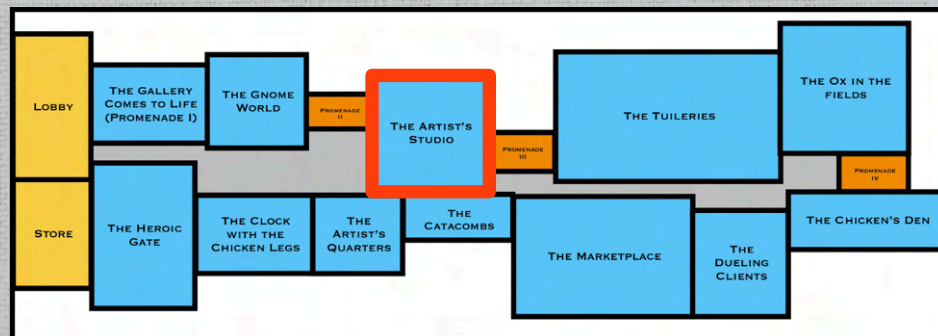 LOBBY
THE GALLERY
COMES TO LIFE
(PROMENADE I)
THE GNOME
WORLD
PROMENADE
II
THE ARTIST'S
STUDIO
PROMENADE
III
THE TUILERIES
THE OX IN THE
FIELDS
PROMENADE
IV
STORE
THE HEROIC
GATE
THE CLOCK
WITH THE
CHICKEN LEGS
THE
ARTIST'S
QUARTERS
THE
CATACOMBS
THE MARKETPLACE
THE
DUELING
CLIENTS
THE CHICKEN'S DEN